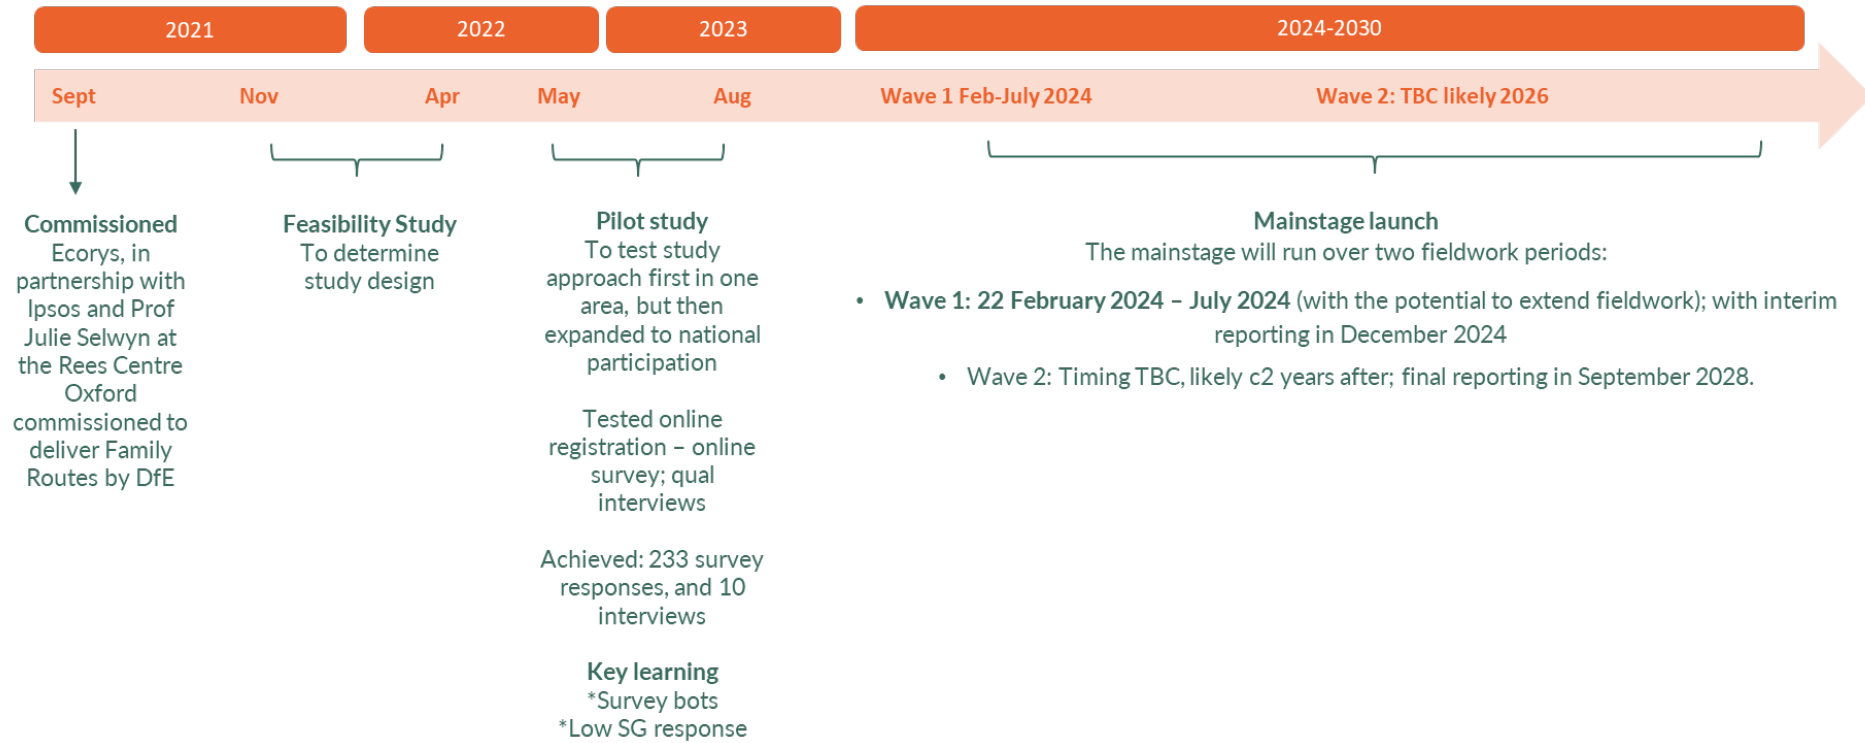 2021
2022
2023
2024-2030
Sept
Nov
Apr
May
Aug
Wave 1 Feb-July 2024
Wave 2: TBC likely 2026
Commissioned
Ecorys, in
partnership with
Ipsos and Prof
Julie Selwyn at
the Rees Centre
Oxford
commissioned to
deliver Family
Routes by DfE
Feasibility Study
To determine
study design
Pilot study
To test study
approach first in one
area, but then
expanded to national
participation
Tested online
registration – online
survey; qual
interviews
Achieved: 233 survey
responses, and 10
interviews
Key learning
*Survey bots
*Low SG response
Mainstage launch
The mainstage will run over two fieldwork periods:
• Wave 1: 22 February 2024 – July 2024 (with the potential to extend fieldwork); with interim
reporting in December 2024
• Wave 2: Timing TBC, likely c2 years after; final reporting in September 2028.